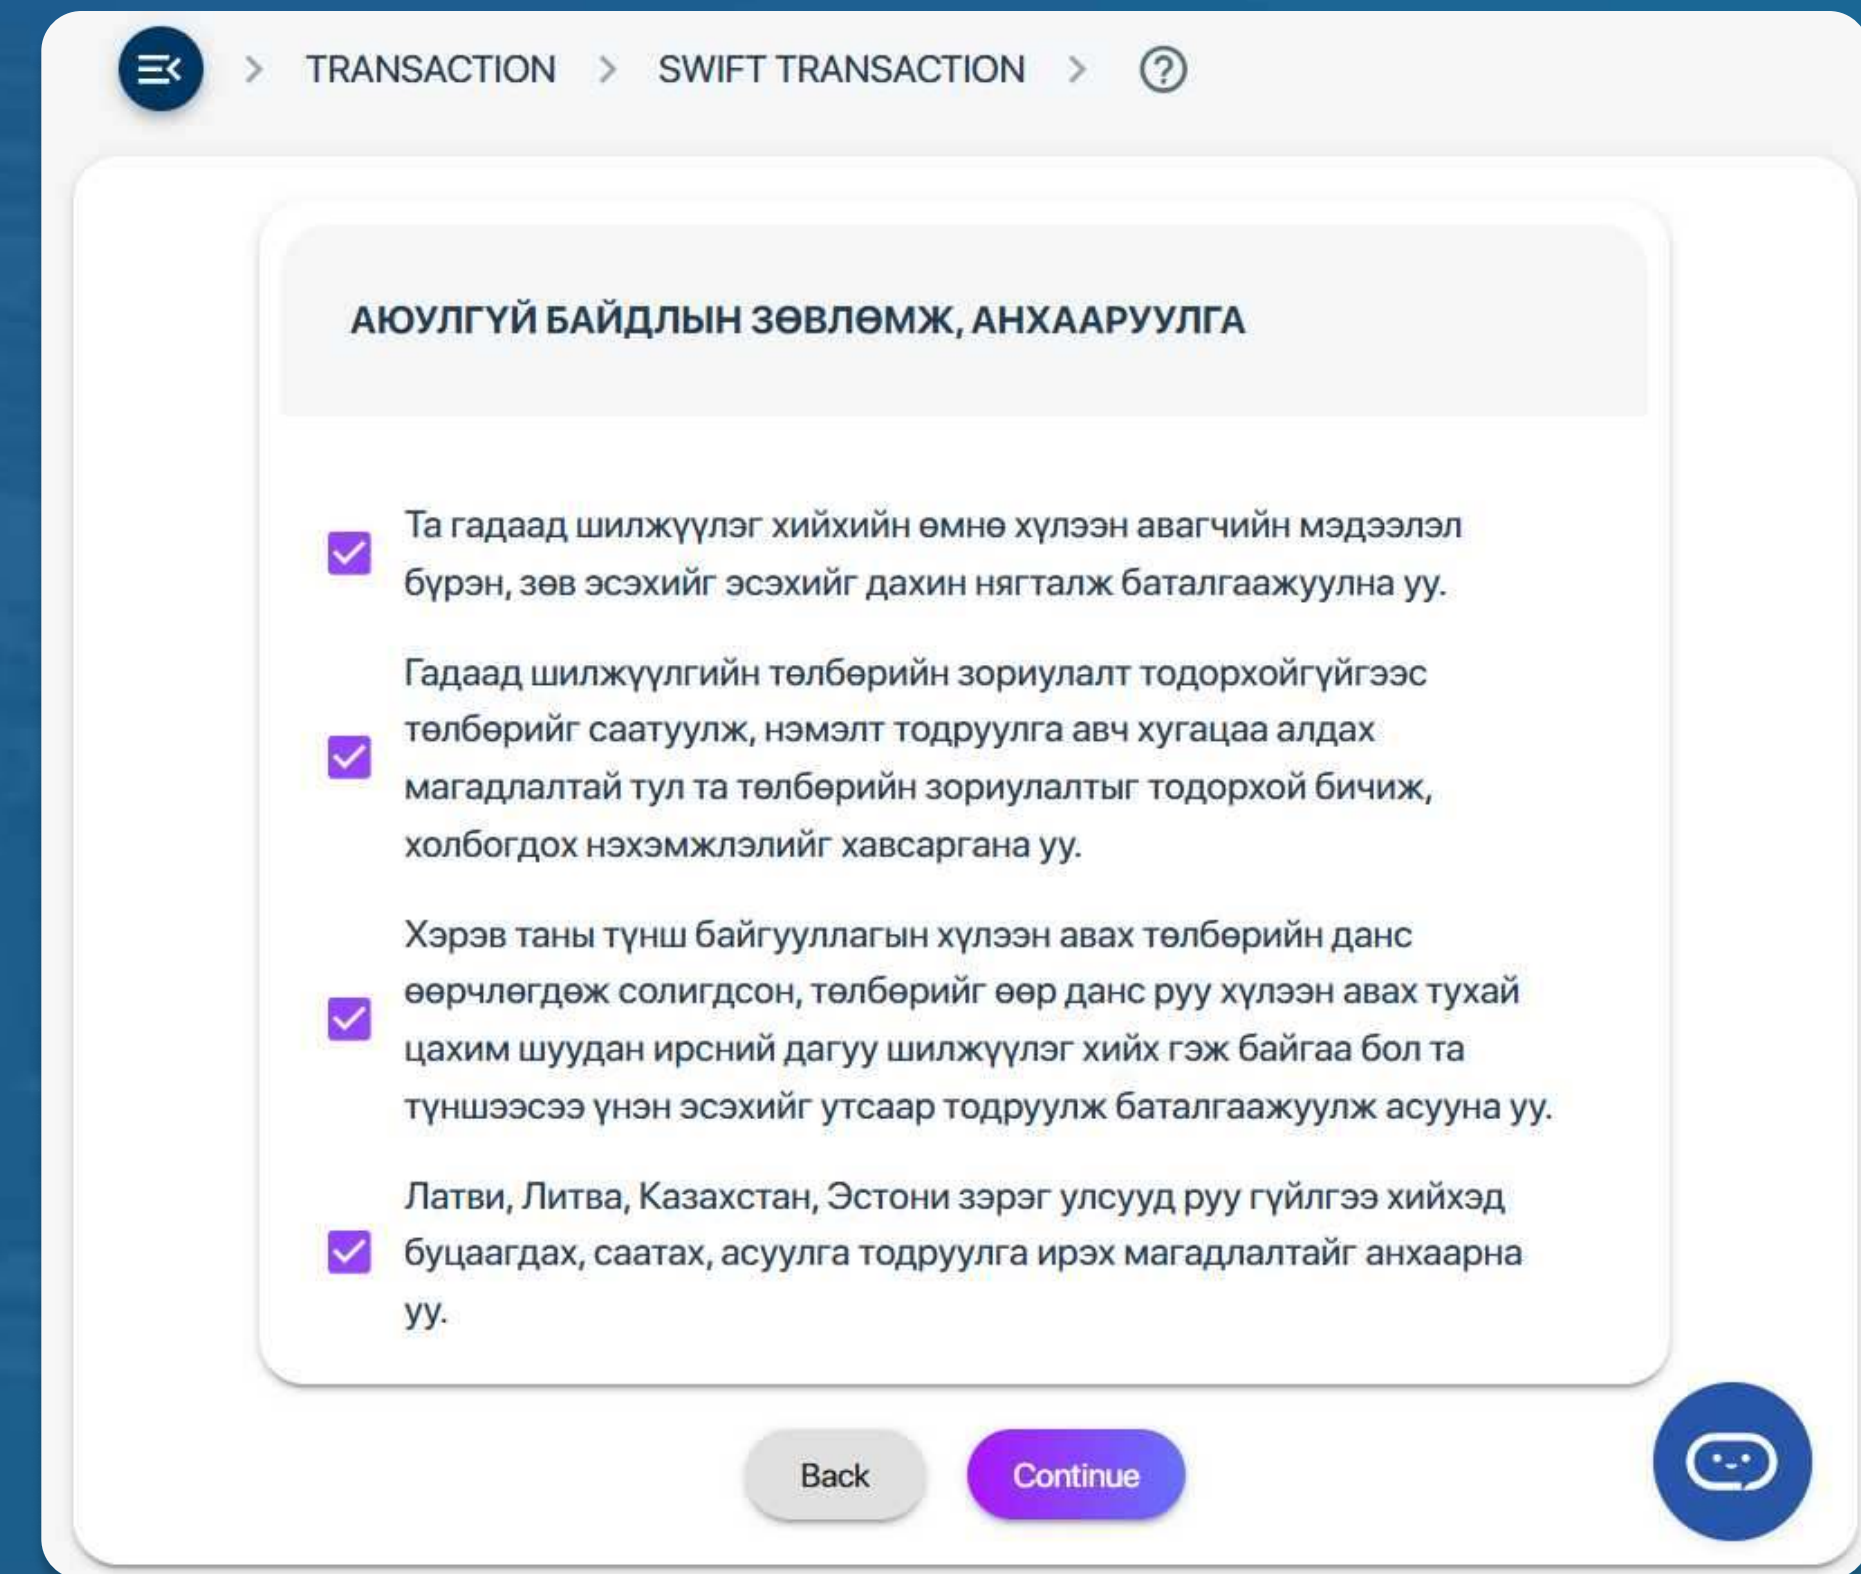 TRANSACTION > SWIFT TRANSACTION >
АЮУЛГҮЙ БАЙДЛЫН ЗӨВЛӨМЖ, АНХААРУУЛГА
Та гадаад шилжүүлэг хийхийн өмнө хүлээн авагчийн мэдээлэл
бүрэн, зөв эсэхийг эсэхийг дахин нягталж баталгаажуулна уу.
Гадаад шилжүүлгийн төлбөрийн зориулалт тодорхойгүйгээс
төлбөрийг саатуулж, нэмэлт тодруулга авч хугацаа алдах
магадлалтай тул та төлбөрийн зориулалтыг тодорхой бичиж,
холбогдох нэхэмжлэлийг хавсаргана уу.
Хэрэв таны түнш байгууллагын хүлээн авах төлбөрийн данс
өөрчлөгдөж солигдсон, төлбөрийг өөр данс руу хүлээн авах тухай
цахим шуудан ирсний дагуу шилжүүлэг хийх гэж байгаа бол та
түншээсээ үнэн эсэхийг утсаар тодруулж баталгаажуулж асууна уу.
Латви, Литва, Казахстан, Эстони зэрэг улсууд руу гүйлгээ хийхэд
буцаагдах, саатах, асуулга тодруулга ирэх магадлалтайг анхаарна
уу.
Back Continue